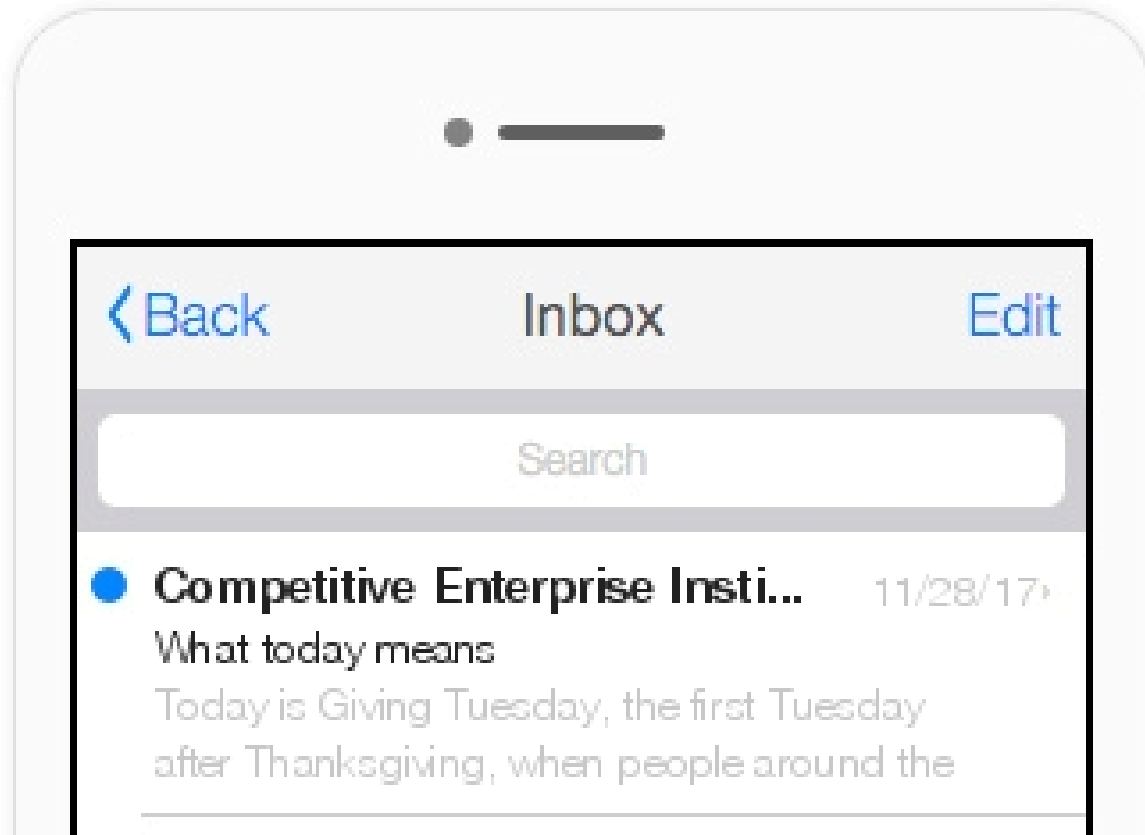 Back Inbox Edit
Search
Competitive Enterprise Insti... 11/28/17
What today means
Today is Giving Tuesday, the first Tuesday
after Thanksgiving, when people around the